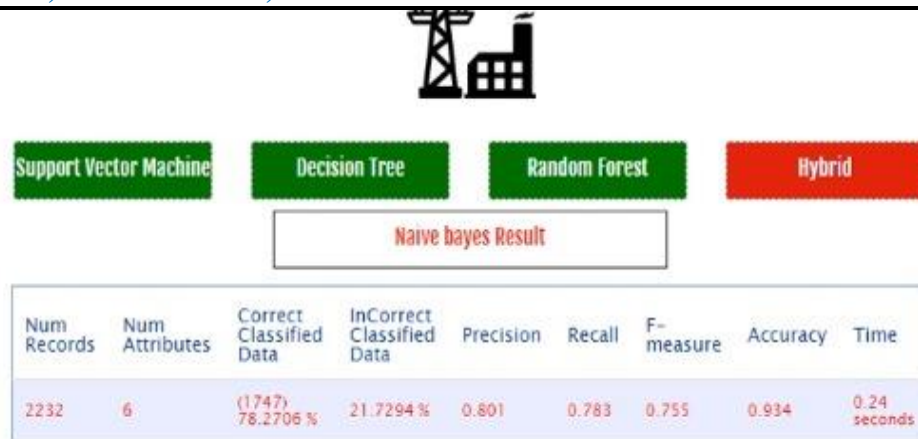 Support Vector Machine
Decision Tree
Random Forest
Hybrid
Naive bayes Result
Num Records
Num Attributes
Correct Classified Data
InCorrect Classified Data
Precision
Recall
F-measure
Accuracy
Time
2232
6
(1747) 78.2706 %
21.7294 %
0.801
0.783
0.755
0.934
0.24 seconds